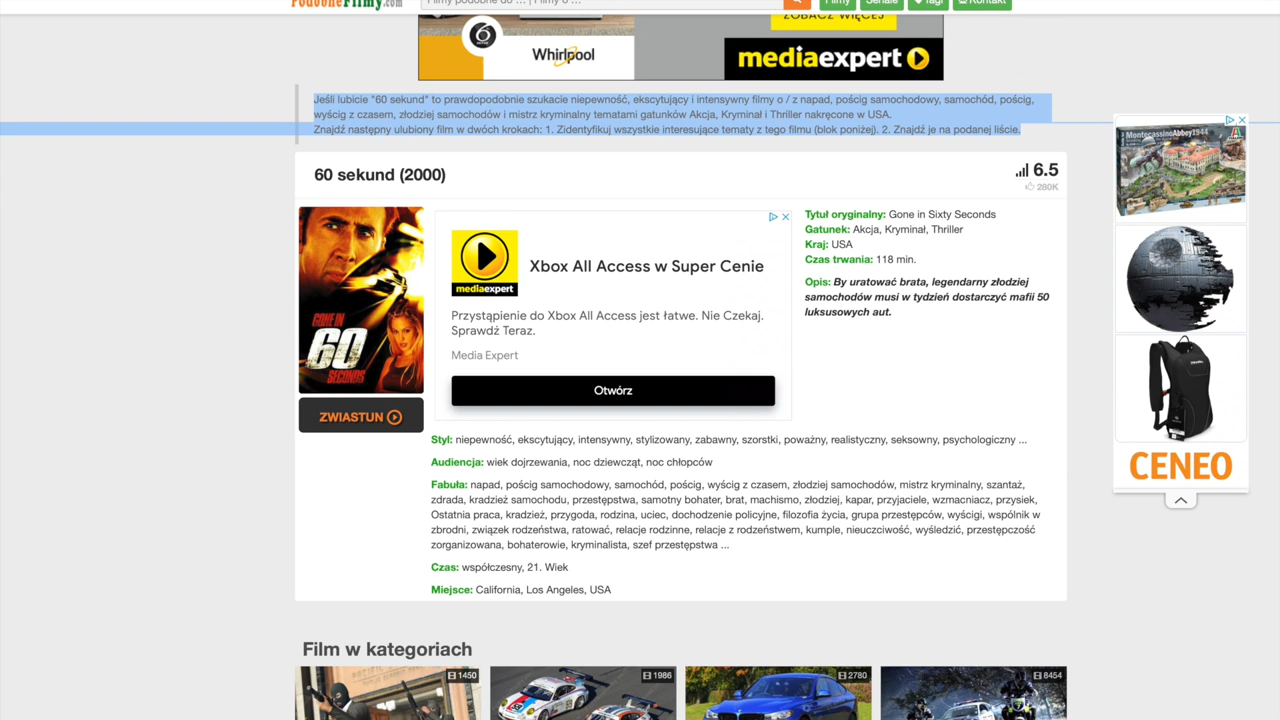 PodobneFilmy.com
Filmy podobne do ... | Filmy o ...
Filmy
Seriale
Tagi
Kontakt
ZOBACZ WIĘCEJ
Whirlpool
mediaexpert
Jeśli lubicie "60 sekund" to prawdopodobnie szukacie niepewność, ekscytujący i intensywny filmy o / z napad, pościg samochodowy, samochód, pościg,
wyścig z czasem, złodziej samochodów i mistrz kryminalny tematami gatunków Akcja, Kryminał i Thriller nakręcone w USA.
Znajdź następny ulubiony film w dwóch krokach: 1. Zidentyfikuj wszystkie interesujące tematy z tego filmu (blok poniżej). 2. Znajdź je na podanej liście.
60 sekund (2000)
6.5
280K
GONE IN
60
SECONDS
ZWIASTUN
mediaexpert
Xbox All Access w Super Cenie
Przystąpienie do Xbox All Access jest łatwe. Nie Czekaj.
Sprawdź Teraz.
Media Expert
Otwórz
Tytuł oryginalny: Gone in Sixty Seconds
Gatunek: Akcja, Kryminał, Thriller
Kraj: USA
Czas trwania: 118 min.
Opis: By uratować brata, legendarny złodziej
samochodów musi w tydzień dostarczyć mafii 50
luksusowych aut.
Styl: niepewność, ekscytujący, intensywny, stylizowany, zabawny, szorstki, poważny, realistyczny, seksowny, psychologiczny ...
Audiencja: wiek dojrzewania, noc dziewcząt, noc chłopców
Fabuła: napad, pościg samochodowy, samochód, pościg, wyścig z czasem, złodziej samochodów, mistrz kryminalny, szantaż,
zdrada, kradzież samochodu, przestępstwa, samotny bohater, brat, machismo, złodziej, kapar, przyjaciele, wzmacniacz, przysiek,
Ostatnia praca, kradzież, przygoda, rodzina, uciec, dochodzenie policyjne, filozofia życia, grupa przestępców, wyścigi, wspólnik w
zbrodni, związek rodzeństwa, ratować, relacje rodzinne, relacje z rodzeństwem, kumple, nieuczciwość, wyśledzić, przestępczość
zorganizowana, bohaterowie, kryminalista, szef przestępstwa ...
Czas: współczesny, 21. Wiek
Miejsce: California, Los Angeles, USA
MontecassinoAbbey1944
CENEO
Film w kategoriach
1450
1986
2780
8454